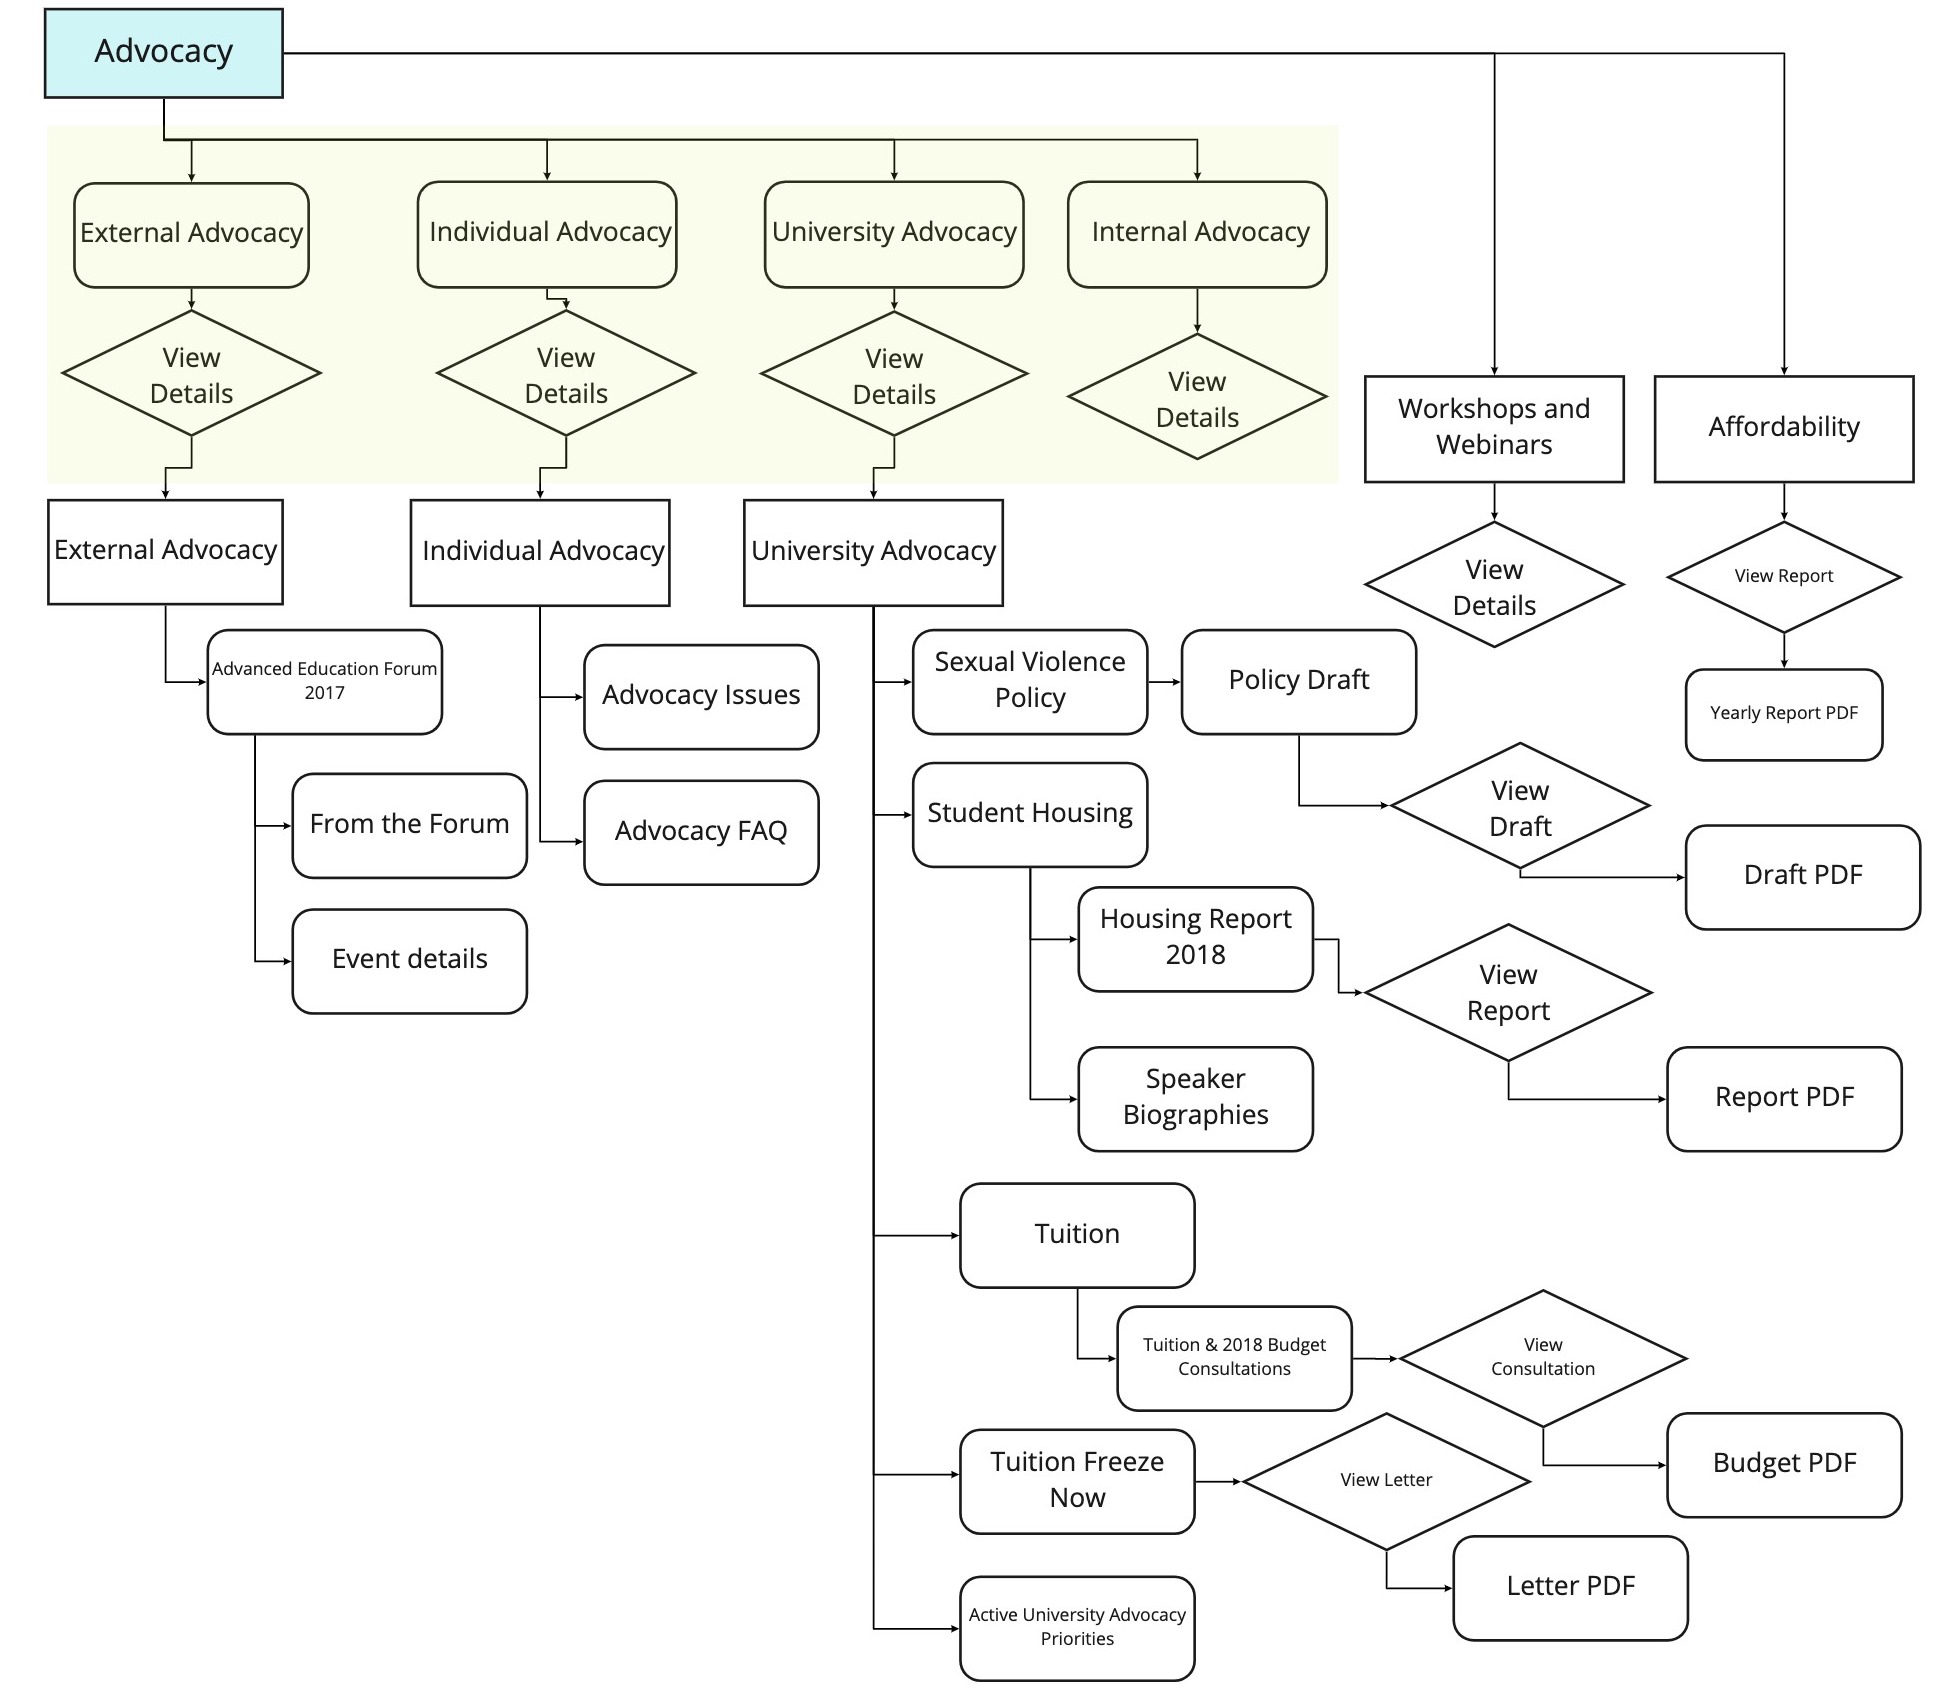 Advocacy
External Advocacy
Individual Advocacy
University Advocacy
Internal Advocacy
View
Details
View
Details
View
Details
View
Details
Workshops and
Webinars
Affordability
External Advocacy
Individual Advocacy
University Advocacy
View
Details
View Report
Advanced Education Forum
2017
Advocacy Issues
Sexual Violence
Policy
Policy Draft
Yearly Report PDF
From the Forum
Advocacy FAQ
Student Housing
View
Draft
Draft PDF
Event details
Housing Report
2018
View
Report
Speaker
Biographies
Report PDF
Tuition
Tuition & 2018 Budget
Consultations
View
Consultation
Tuition Freeze
Now
View Letter
Budget PDF
Letter PDF
Active University Advocacy
Priorities